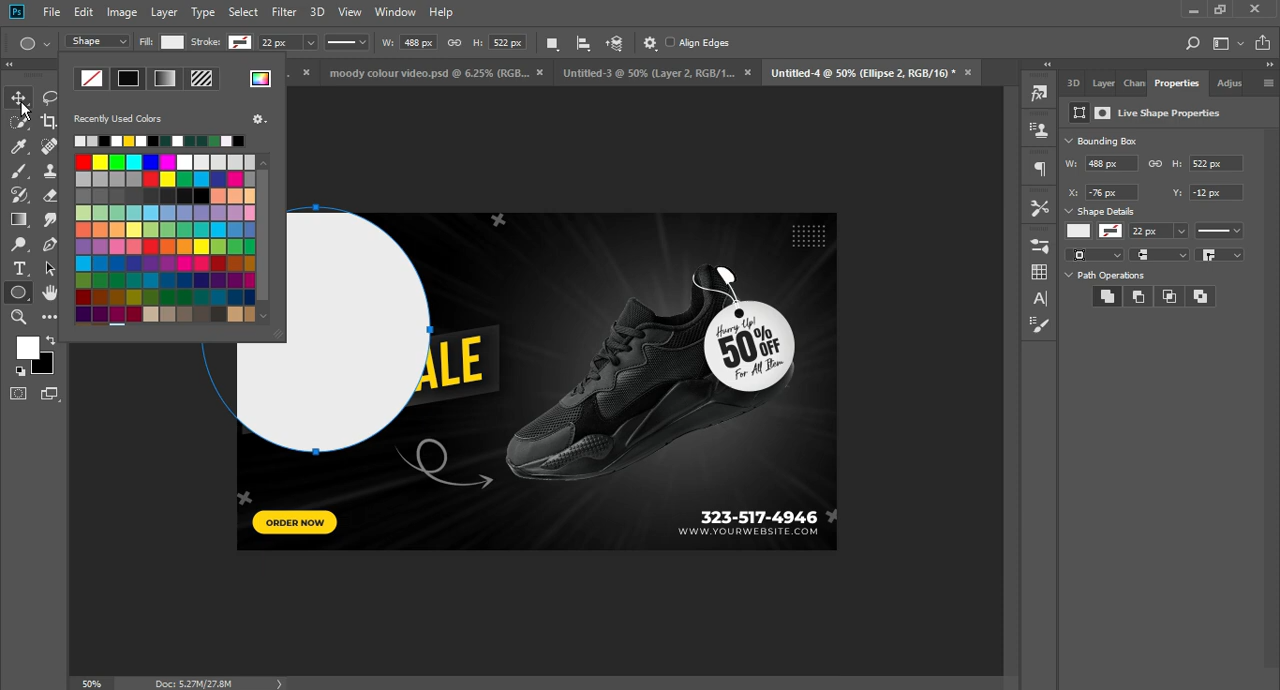 Ps File Edit Image Layer Type Select Filter 3D View Window Help
Shape Fill: Stroke: 22 px W: 488 px H: 522 px Align Edges
moody colour video.psd @ 6.25% (RGB... × Untitled-3 @ 50% (Layer 2, RGB/1... × Untitled-4 @ 50% (Ellipse 2, RGB/16) * ×
3D Layer Chan Properties Adjus
Live Shape Properties
Recently Used Colors
Bounding Box
W: 488 px H: 522 px
X: -76 px Y: -12 px
Shape Details
22 px
Path Operations
Hurry Up!
50% OFF
For All Item
ALE
ORDER NOW
323-517-4946
WWW.YOURWEBSITE.COM
50% Doc: 5.27M/27.8M